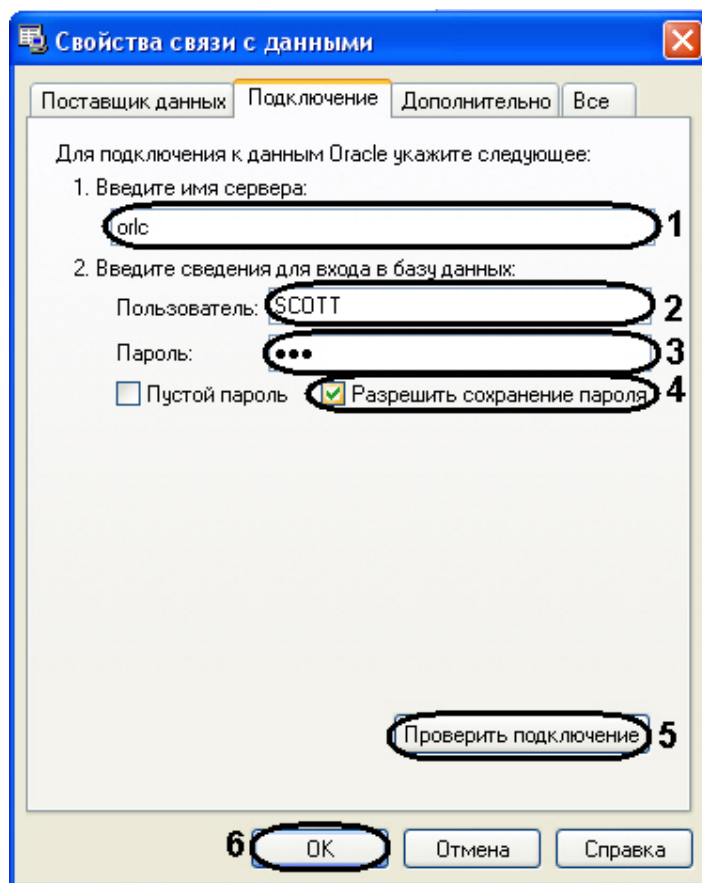 Свойства связи с данными
Поставщик данных Подключение Дополнительно Все
Для подключения к данным Oracle укажите следующее:
1. Введите имя сервера:
orlc 1
2. Введите сведения для входа в базу данных:
Пользователь: SCOTT 2
Пароль: ●●● 3
Пустой пароль Разрешить сохранение пароля 4
Проверить подключение 5
6 OK Отмена Справка